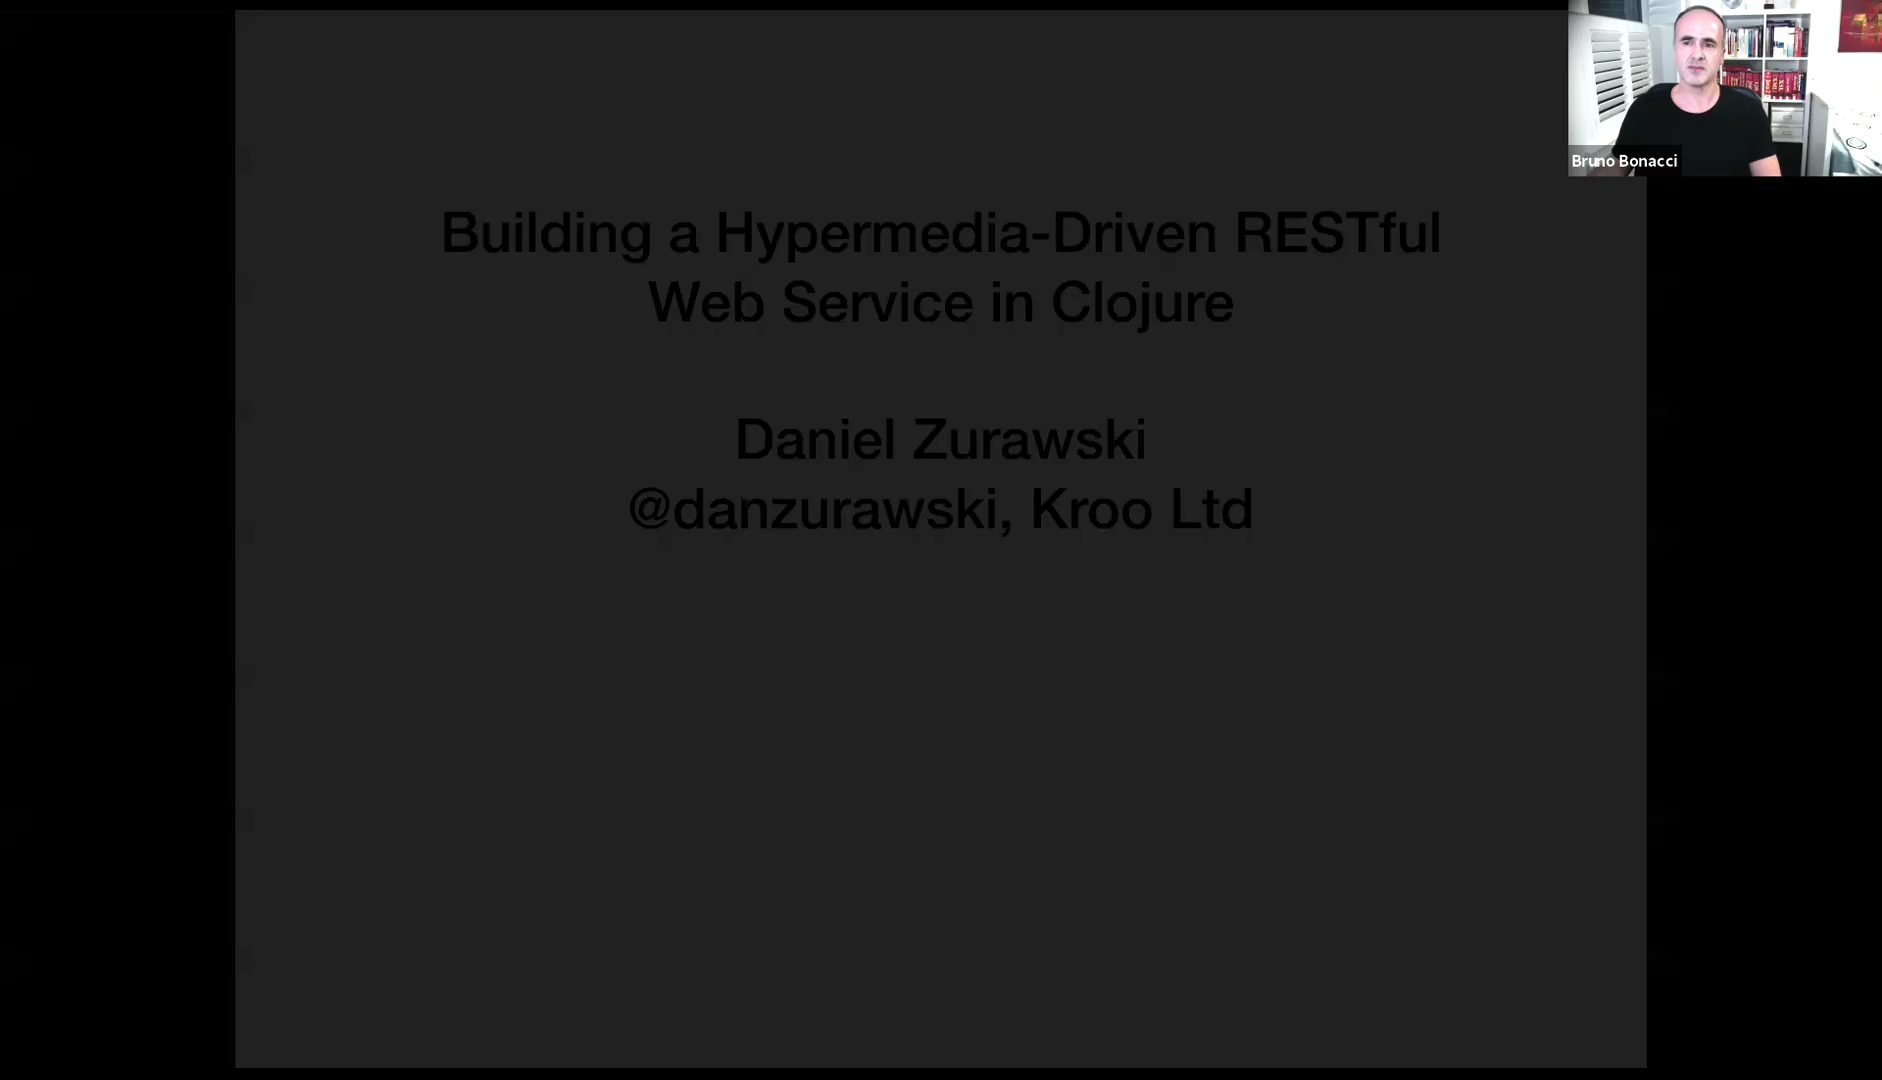 Building a Hypermedia-Driven RESTful
Web Service in Clojure
Daniel Zurawski
@danzurawski, Kroo Ltd
Bruno Bonacci